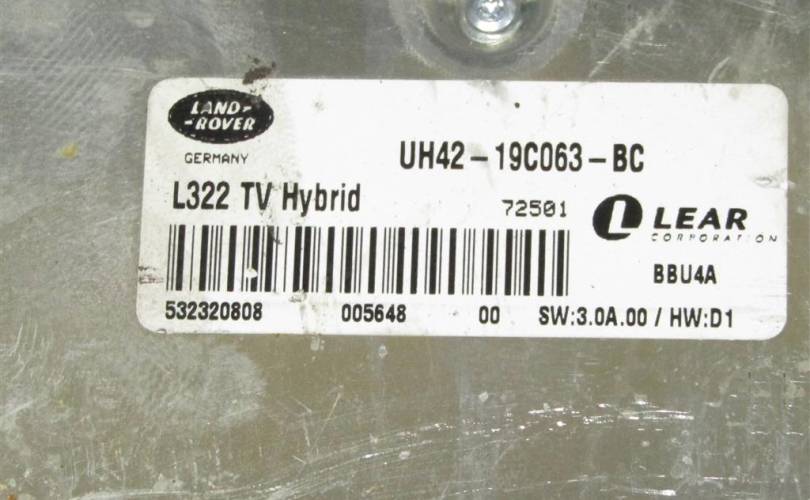 LAND-
-ROVER
GERMANY
UH42-19C063-BC
L322 TV Hybrid
72501
LEAR
CORPORATION
BBU4A
532320808 005648 00 SW:3.0A.00 / HW:D1